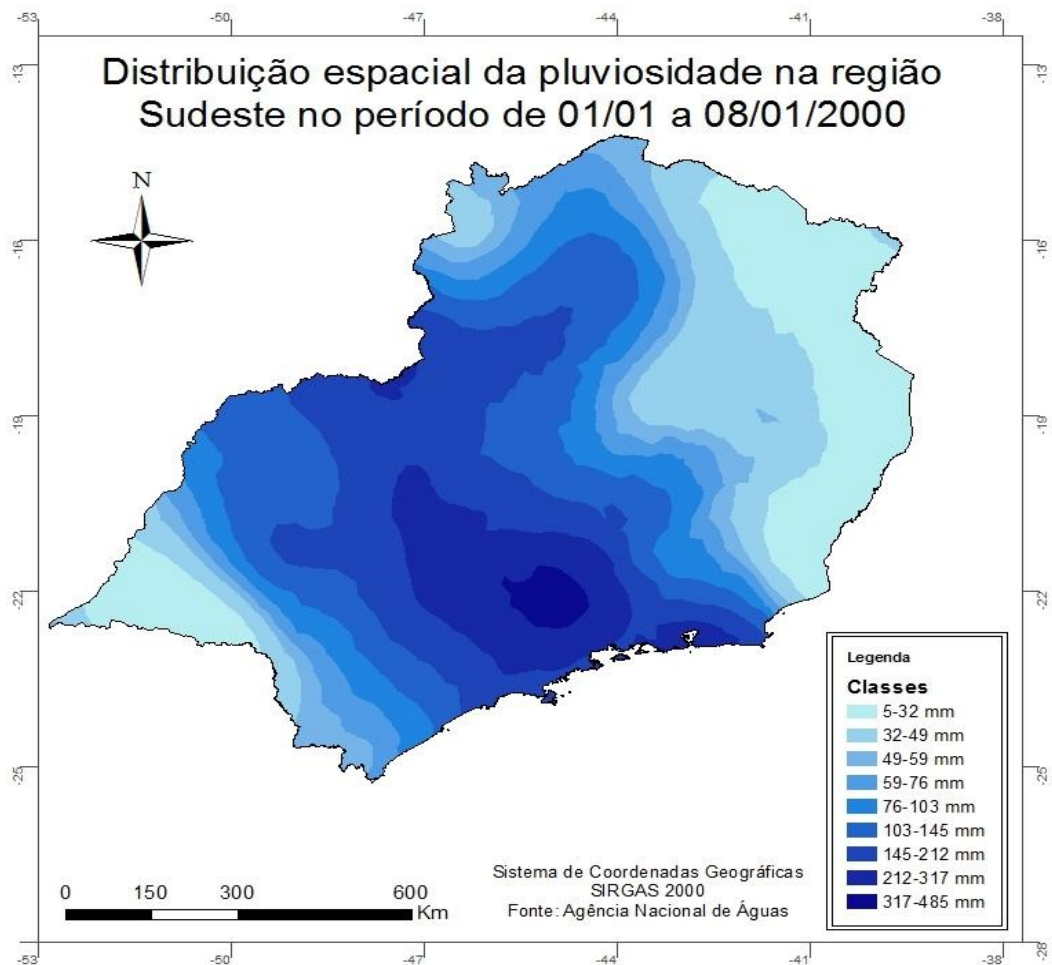 -53 -50 -47 -44 -41 -38
-13 -13
Distribuição espacial da pluviosidade na região
Sudeste no período de 01/01 a 08/01/2000
N
-16 -16
-19 -19
-22 -22
Legenda
Classes
5-32 mm
32-49 mm
49-59 mm
59-76 mm
76-103 mm
103-145 mm
145-212 mm
212-317 mm
317-485 mm
-25 -25
Sistema de Coordenadas Geográficas
SIRGAS 2000
Fonte: Agência Nacional de Águas
0 150 300 600
Km
-28
-53 -50 -47 -44 -41 -38